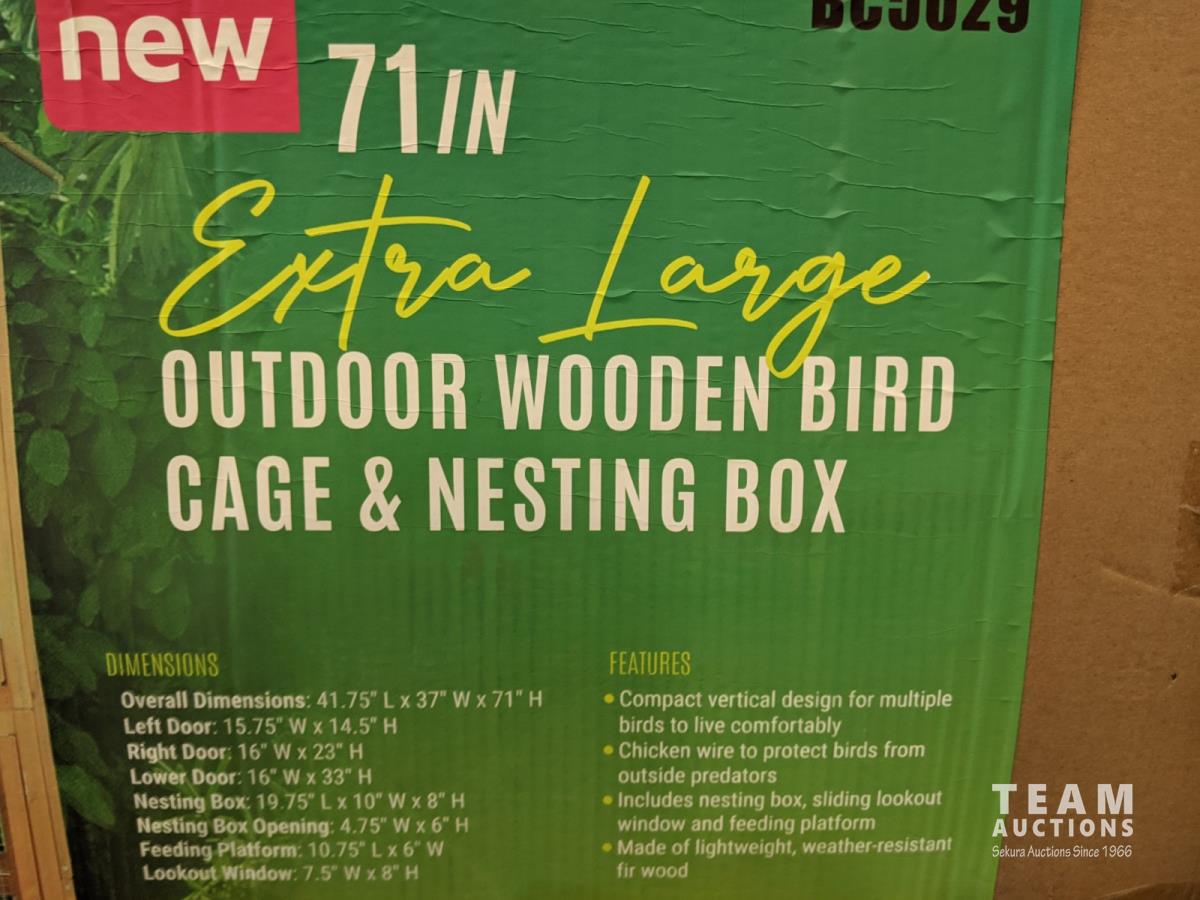 new
BC5029
71 IN
Extra Large
OUTDOOR WOODEN BIRD
CAGE & NESTING BOX
DIMENSIONS
Overall Dimensions: 41.75" L x 37" W x 71" H
Left Door: 15.75" W x 14.5" H
Right Door: 16" W x 23" H
Lower Door: 16" W x 33" H
Nesting Box: 19.75" L x 10" W x 8" H
Nesting Box Opening: 4.75" W x 6" H
Feeding Platform: 10.75" L x 6" W
Lookout Window: 7.5" W x 8" H
FEATURES
• Compact vertical design for multiple
birds to live comfortably
• Chicken wire to protect birds from
outside predators
• Includes nesting box, sliding lookout
window and feeding platform
• Made of lightweight, weather-resistant
fir wood
TEAM
AUCTIONS
Sekura Auctions Since 1966